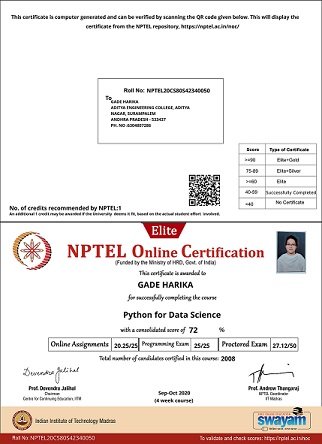 This certificate is computer generated and can be verified by scanning the QR code given below. This will display
the certificate from the NPTEL repository, https://nptel.ac.in/noc/
Roll No: NPTEL20CS80S42340050
To
GADE HARIKA
ADITYA ENGINEERING COLLEGE, ADITYA
NAGAR, SURAMPALEM
ANDHRA PRADESH - 533437
PH. NO :6304897286
Score Type of Certificate
>=90 Elite+Gold
75-89 Elite+Silver
>=60 Elite
40-59 Successfully Completed
<40 No Certificate
No. of credits recommended by NPTEL:1
An additional 1 credit may be awarded if the University deems it fit, based on the actual student effort involved.
Elite
NPTEL Online Certification
(Funded by the Ministry of HRD, Govt. of India)
This certificate is awarded to
GADE HARIKA
for successfully completing the course
Python for Data Science
with a consolidated score of 72 %
Online Assignments 20.25/25 Programming Exam 25/25 Proctored Exam 27.12/50
Total number of candidates certified in this course: 2008
Devendra Jalihal
Prof. Devendra Jalihal
Chairman
Centre for Continuing Education, IITM
Sep-Oct 2020
(4 week course)
Prof. Andrew Thangaraj
NPTEL Coordinator
IIT Madras
Indian Institute of Technology Madras
swayam
Roll No: NPTEL20CS80S42340050
To validate and check scores: https://nptel.ac.in/noc